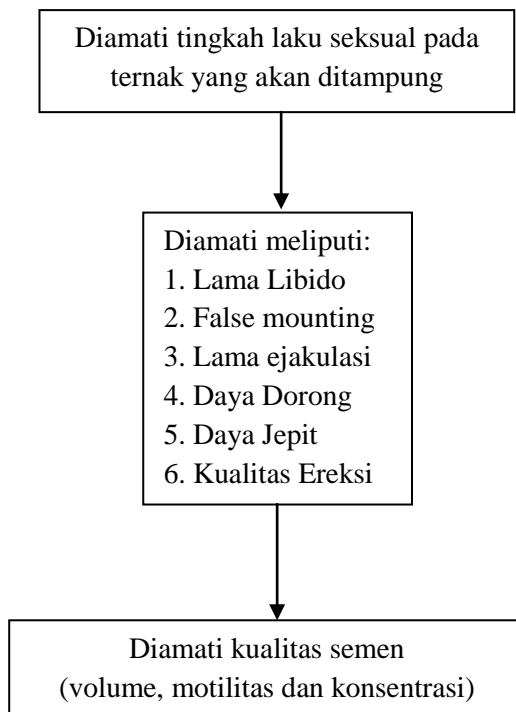 Diamati tingkah laku seksual pada
ternak yang akan ditampung
Diamati meliputi:
1. Lama Libido
2. False mounting
3. Lama ejakulasi
4. Daya Dorong
5. Daya Jepit
6. Kualitas Ereksi
Diamati kualitas semen
(volume, motilitas dan konsentrasi)